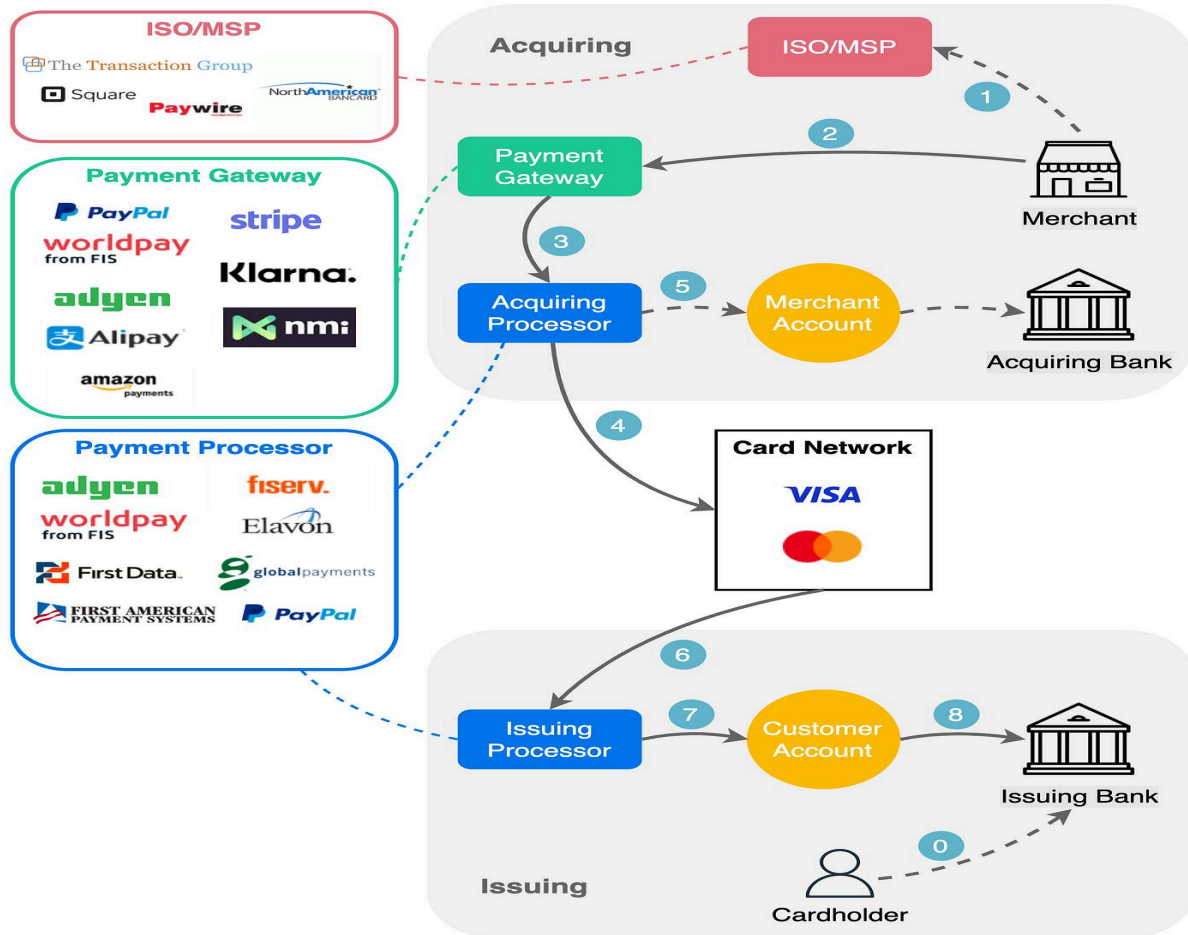 ISO/MSP
The Transaction Group
Square
Paywire
NorthAmerican
BANCARD
Payment Gateway
PayPal
stripe
worldpay
from FIS
Klarna.
adyen
nmi
Alipay
amazon
payments
Payment Processor
adyen
fiserv.
worldpay
from FIS
Elavon
First Data
globalpayments
FIRST AMERICAN
PAYMENT SYSTEMS
PayPal
Acquiring
ISO/MSP
1
2
Payment
Gateway
Merchant
3
Acquiring
Processor
5
Merchant
Account
Acquiring Bank
4
Card Network
VISA
6
Issuing
Processor
7
Customer
Account
8
Issuing Bank
0
Issuing
Cardholder